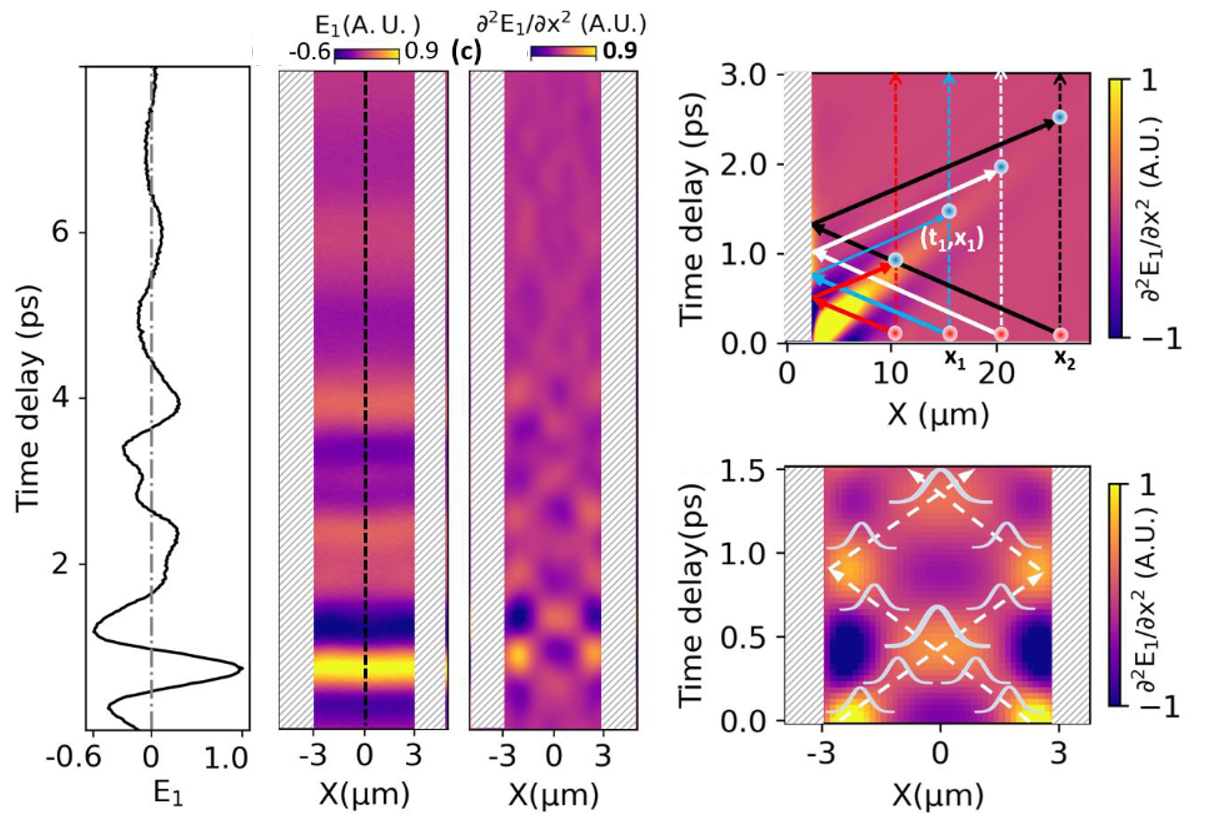 E₁(A. U. )
-0.6 0.9
(c)
∂²E₁/∂x² (A.U.)
0.9
Time delay (ps)
6
4
2
-0.6 0 1.0
E₁
-3 0 3
X(μm)
-3 0 3
X(μm)
Time delay (ps)
3.0
2.0
1.0
0.0
(t₁,x₁)
x₁
x₂
0 10 20
X (μm)
1
−1
∂²E₁/∂x² (A.U.)
Time delay(ps)
1.5
1.0
0.5
0.0
-3 0 3
X(μm)
1
−1
∂²E₁/∂x² (A.U.)